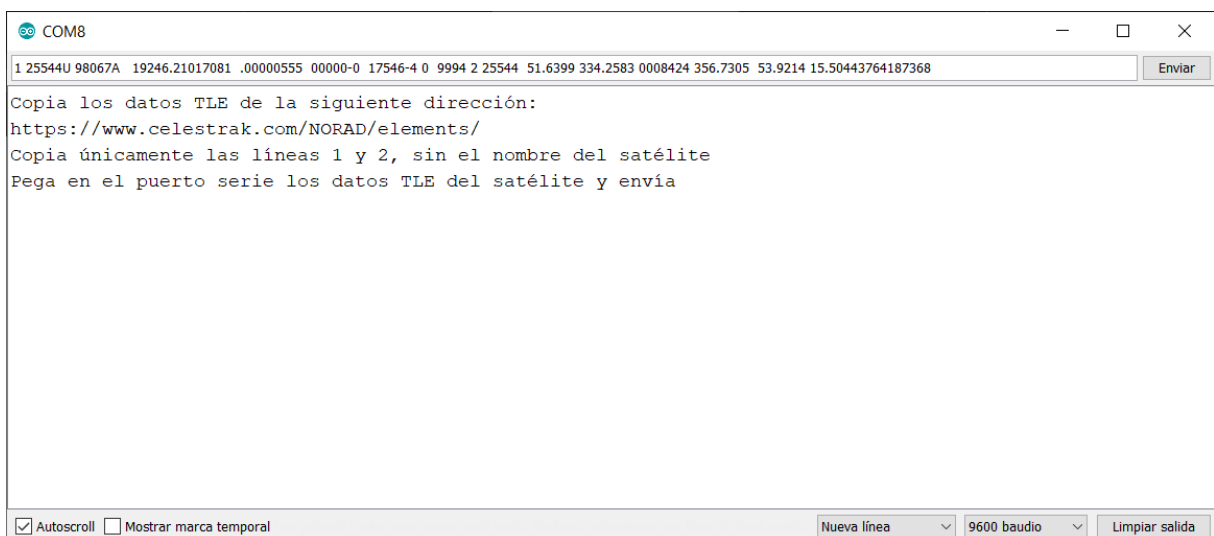 COM8
1 25544U 98067A   19246.21017081  .00000555  00000-0  17546-4 0  9994 2 25544  51.6399 334.2583 0008424 356.7305  53.9214 15.50443764187368
Enviar
Copia los datos TLE de la siguiente dirección:
https://www.celestrak.com/NORAD/elements/
Copia únicamente las líneas 1 y 2, sin el nombre del satélite
Pega en el puerto serie los datos TLE del satélite y envía
Autoscroll
Mostrar marca temporal
Nueva línea
9600 baudio
Limpiar salida